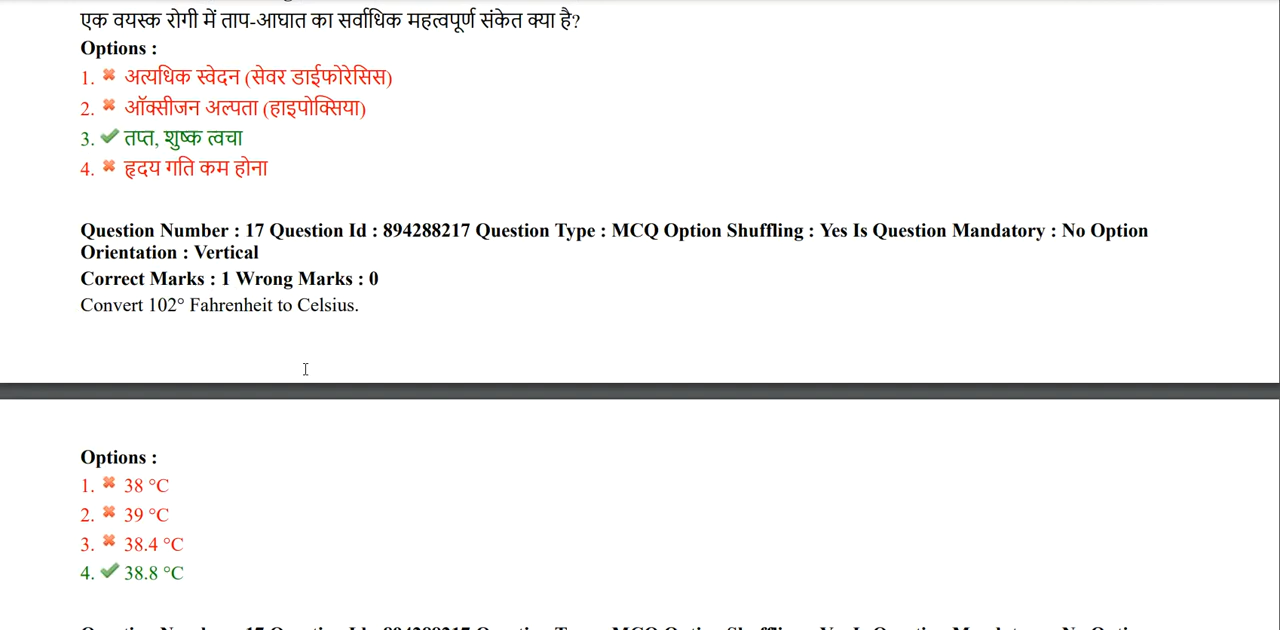 एक वयस्क रोगी में ताप-आघात का सर्वाधिक महत्वपूर्ण संकेत क्या है?
Options :
1. अत्यधिक स्वेदन (सेवर डाईफोरेसिस)
2. ऑक्सीजन अल्पता (हाइपोक्सिया)
3. तप्त, शुष्क त्वचा
4. हृदय गति कम होना
Question Number : 17 Question Id : 894288217 Question Type : MCQ Option Shuffling : Yes Is Question Mandatory : No Option
Orientation : Vertical
Correct Marks : 1 Wrong Marks : 0
Convert 102° Fahrenheit to Celsius.
Options :
1. 38 °C
2. 39 °C
3. 38.4 °C
4. 38.8 °C